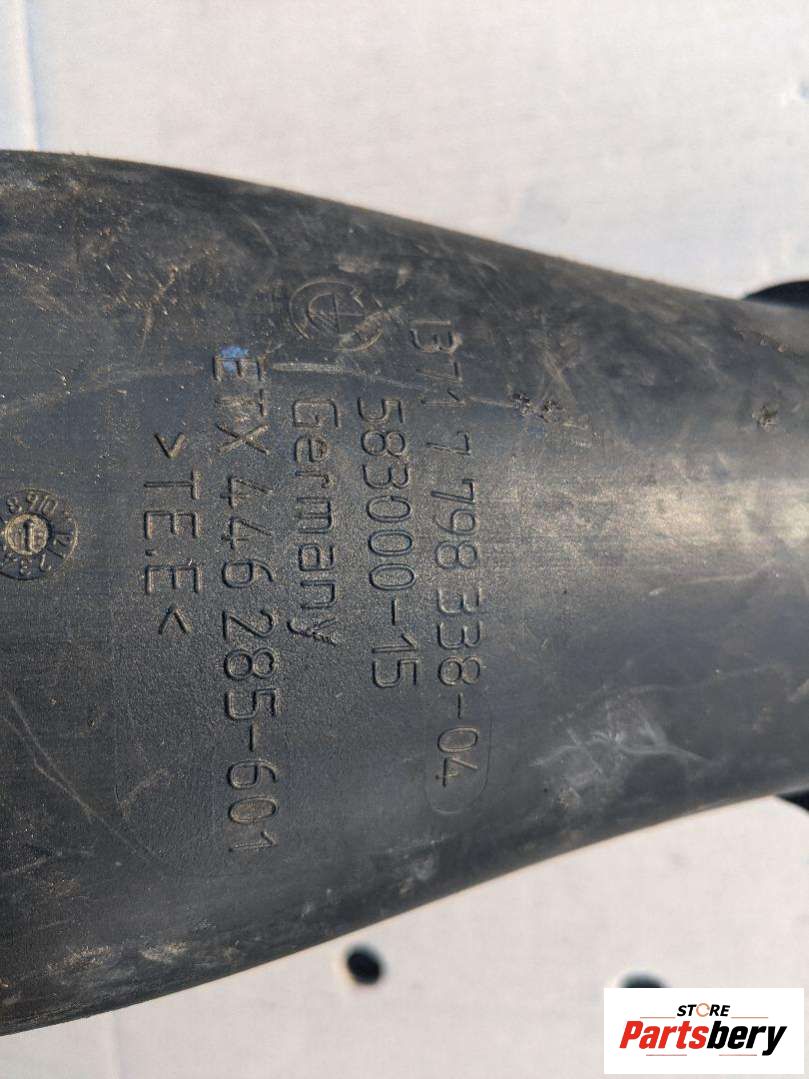 1371 7 798 338-04
583000-15
Germany
ETX 446 285-601
>TE.E<
STORE
Partsbery